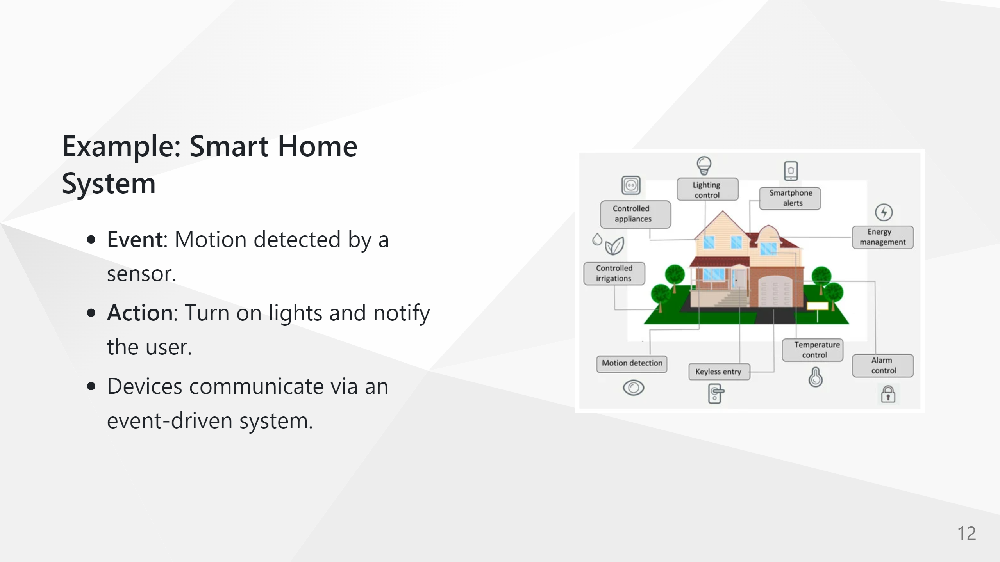 Example: Smart Home
System
• Event: Motion detected by a
sensor.
• Action: Turn on lights and notify
the user.
• Devices communicate via an
event-driven system.
Lighting
control
Smartphone
alerts
Controlled
appliances
Energy
management
Controlled
irrigations
Temperature
control
Motion detection
Keyless entry
Alarm
control
12